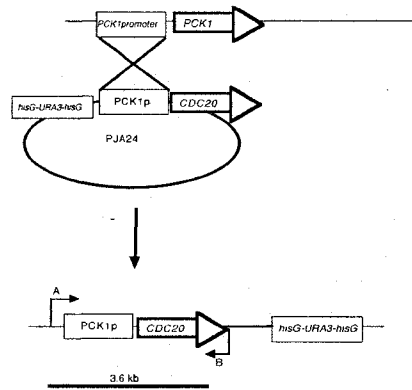 PCK1promoter PCK1
hisG-URA3-hisG PCK1p CDC20
PJA24
A
PCK1p CDC20 hisG-URA3-hisG
B
3.6 kb